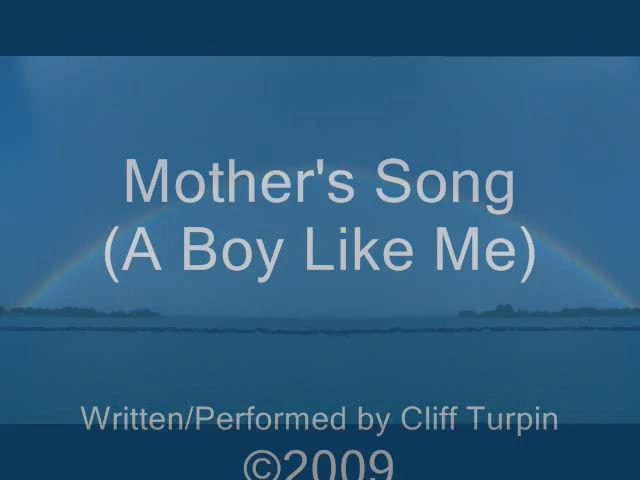 Mother's Song
(A Boy Like Me)
Written/Performed by Cliff Turpin
©2009